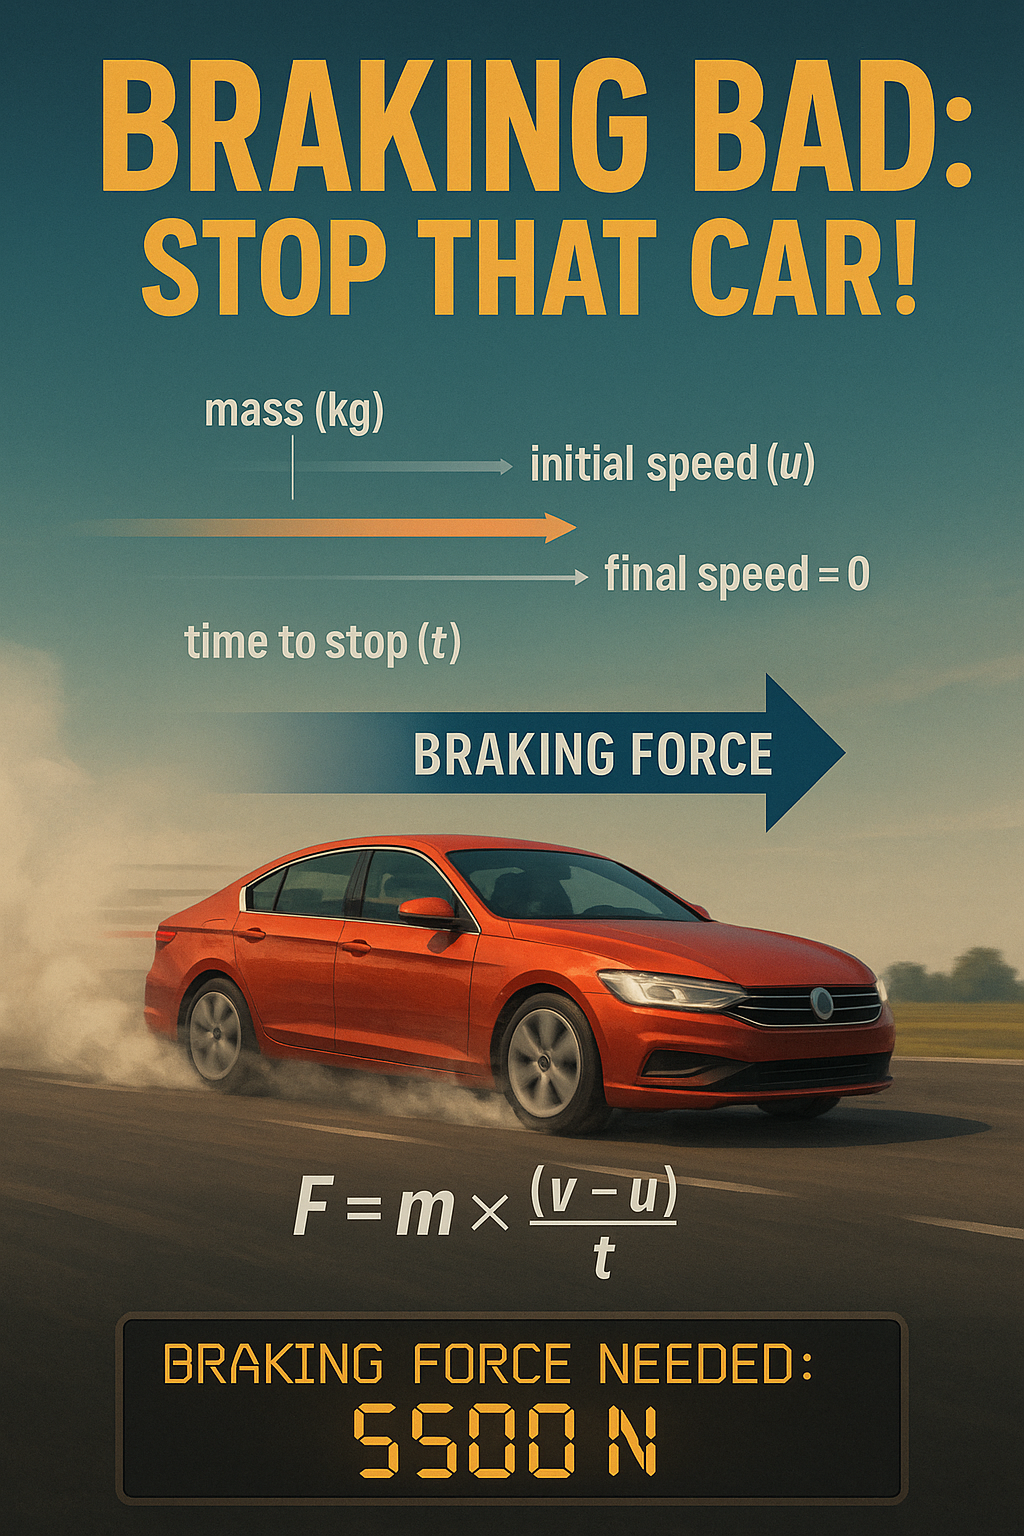 BRAKING BAD:
STOP THAT CAR!
mass (kg)
initial speed (u)
final speed = 0
time to stop (t)
BRAKING FORCE
F = m × (v – u)
t
BRAKING FORCE NEEDED:
5500 N